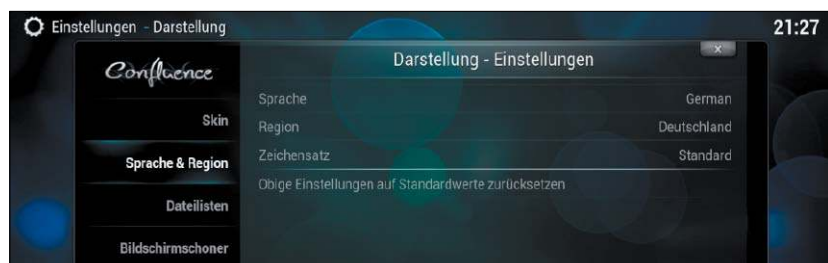 Einstellungen - Darstellung
21:27
Confluence
Darstellung - Einstellungen
×
Skin
Sprache & Region
Dateilisten
Bildschirmschoner
Sprache German
Region Deutschland
Zeichensatz Standard
Obige Einstellungen auf Standardwerte zurücksetzen